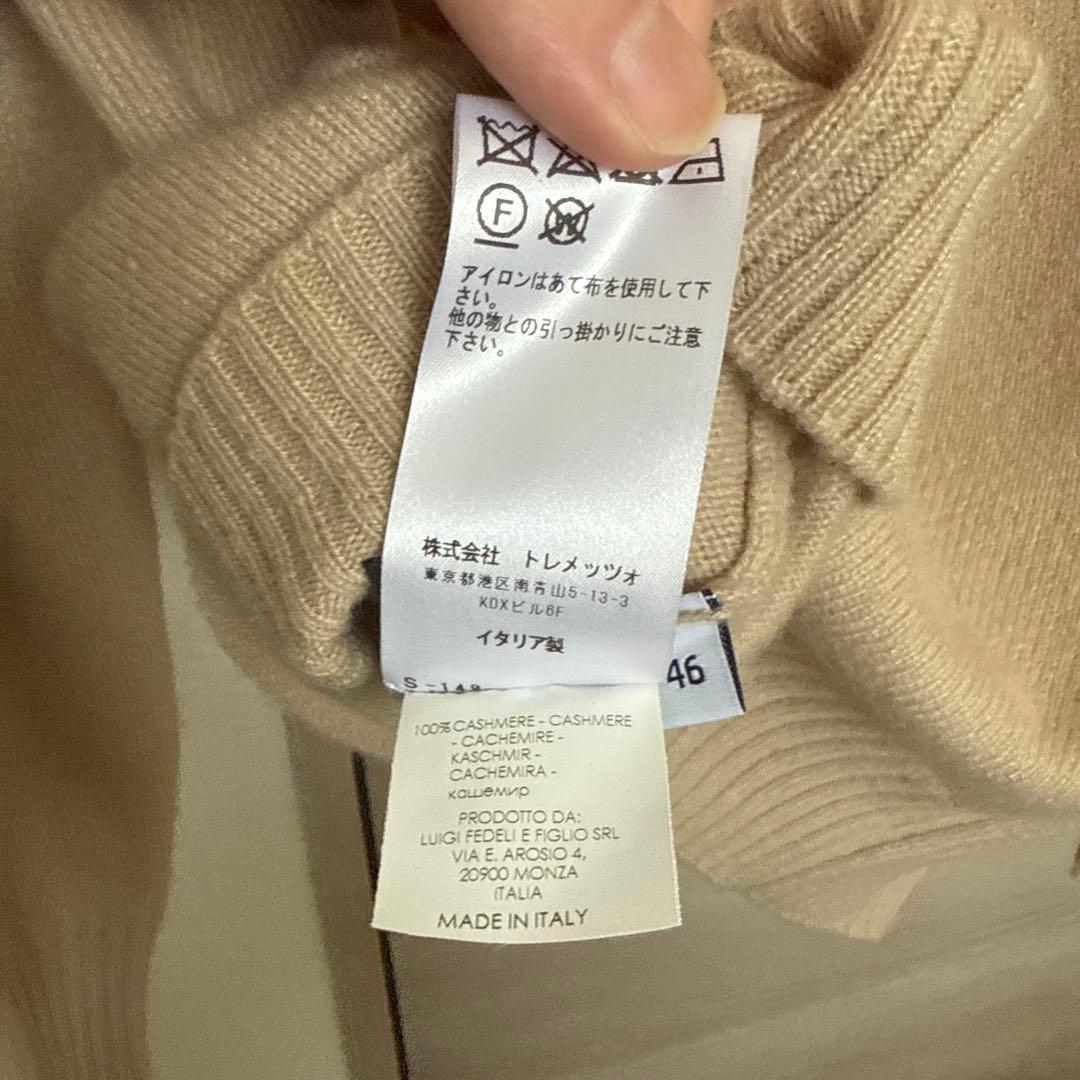 F
W
アイロンはあて布を使用して下
さい。
他の物との引っ掛かりにご注意
下さい。
株式会社 トレメッツォ
東京都港区南青山5-13-3
KDXビル6F
イタリア製
46
100% CASHMERE - CASHMERE
- CACHEMIRE -
KASCHMIR -
CACHEMIRA -
кашемир
PRODOTTO DA:
LUIGI FEDELI E FIGLIO SRL
VIA E. AROSIO 4,
20900 MONZA
ITALIA
MADE IN ITALY